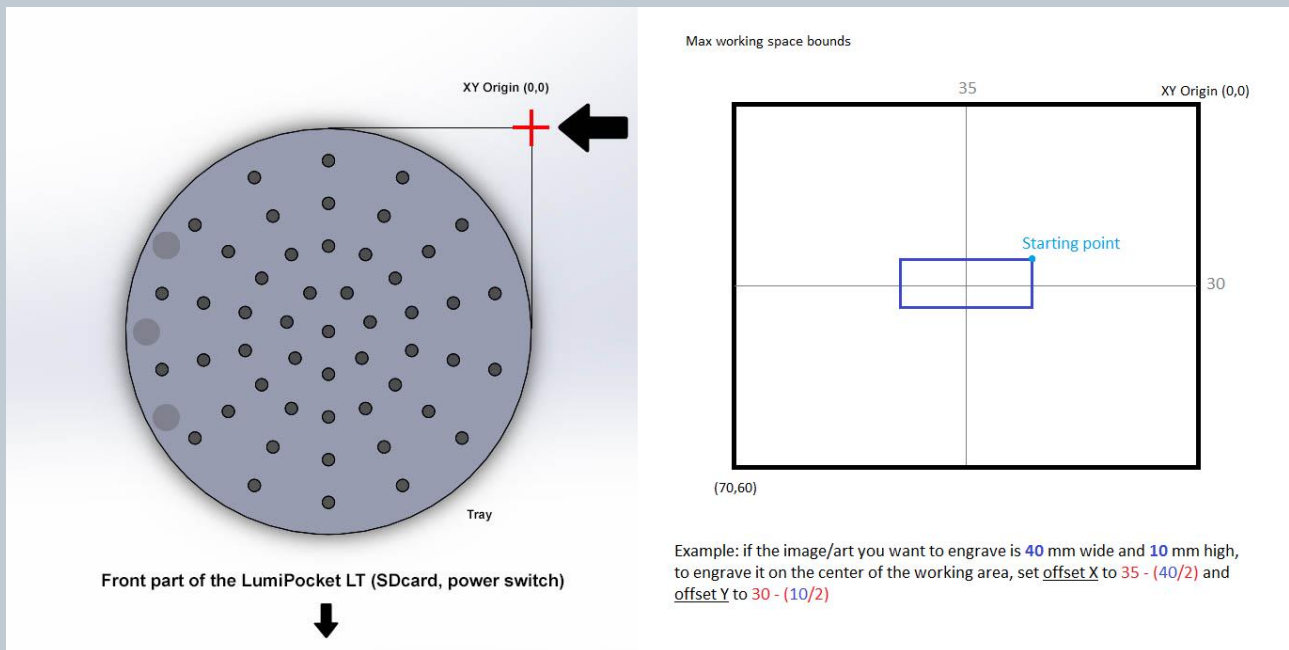 XY Origin (0,0)
Tray
Front part of the LumiPocket LT (SDcard, power switch)
Max working space bounds
35
XY Origin (0,0)
Starting point
30
(70,60)
Example: if the image/art you want to engrave is 40 mm wide and 10 mm high,
to engrave it on the center of the working area, set offset X to 35 - (40/2) and
offset Y to 30 - (10/2)